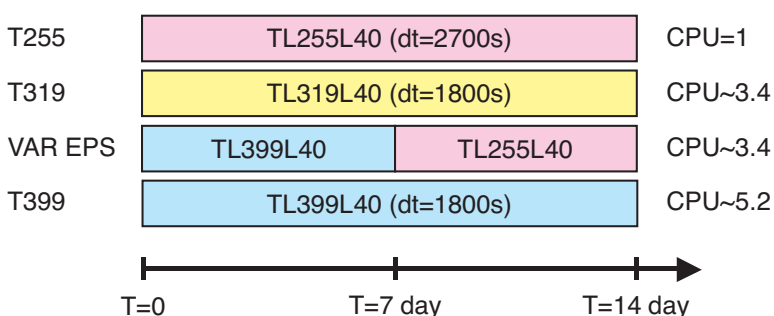 T255 TL255L40 (dt=2700s) CPU=1
T319 TL319L40 (dt=1800s) CPU~3.4
VAR EPS TL399L40 TL255L40 CPU~3.4
T399 TL399L40 (dt=1800s) CPU~5.2
T=0 T=7 day T=14 day